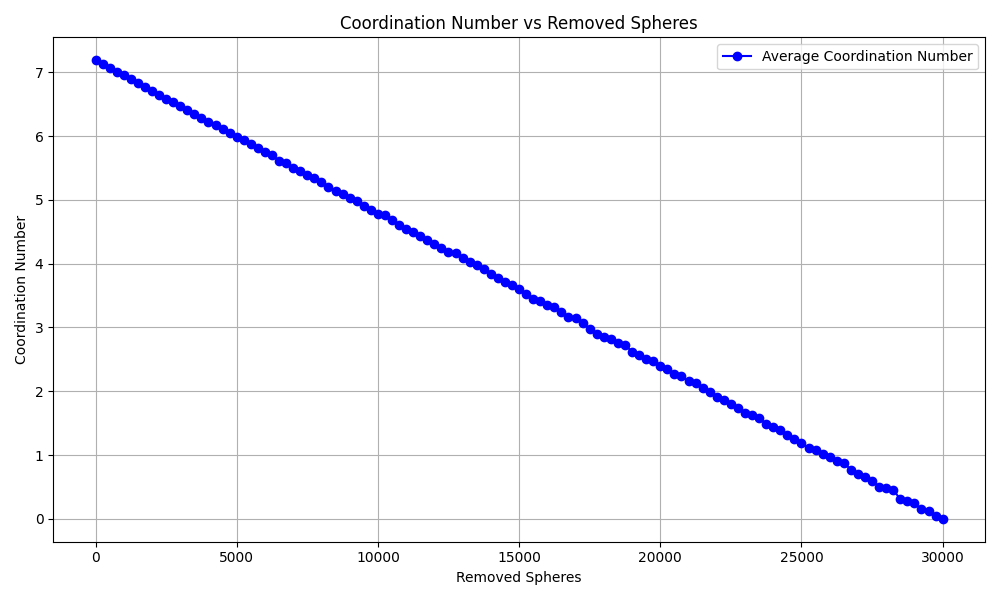 Coordination Number vs Removed Spheres
Average Coordination Number
Coordination Number
7
6
5
4
3
2
1
0
0 5000 10000 15000 20000 25000 30000
Removed Spheres